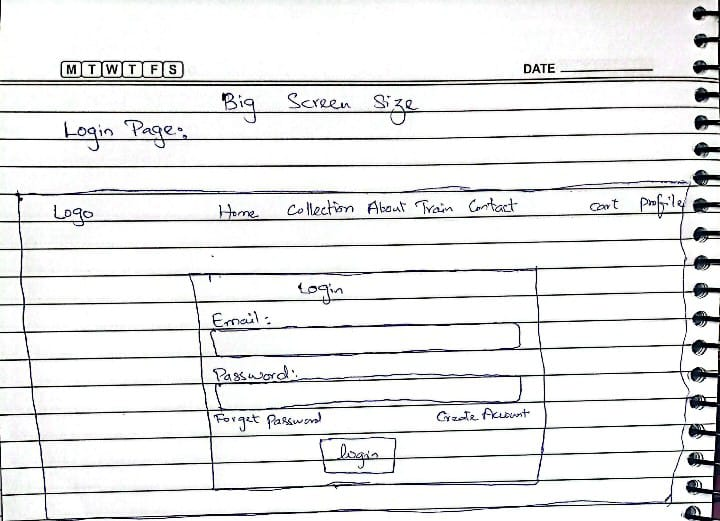 M T W T F S
DATE
Big Screen Size
Login Page:
Logo Home Collection About Train Contact cart profile
Login
Email:
Password:
Forget Password Create Account
login